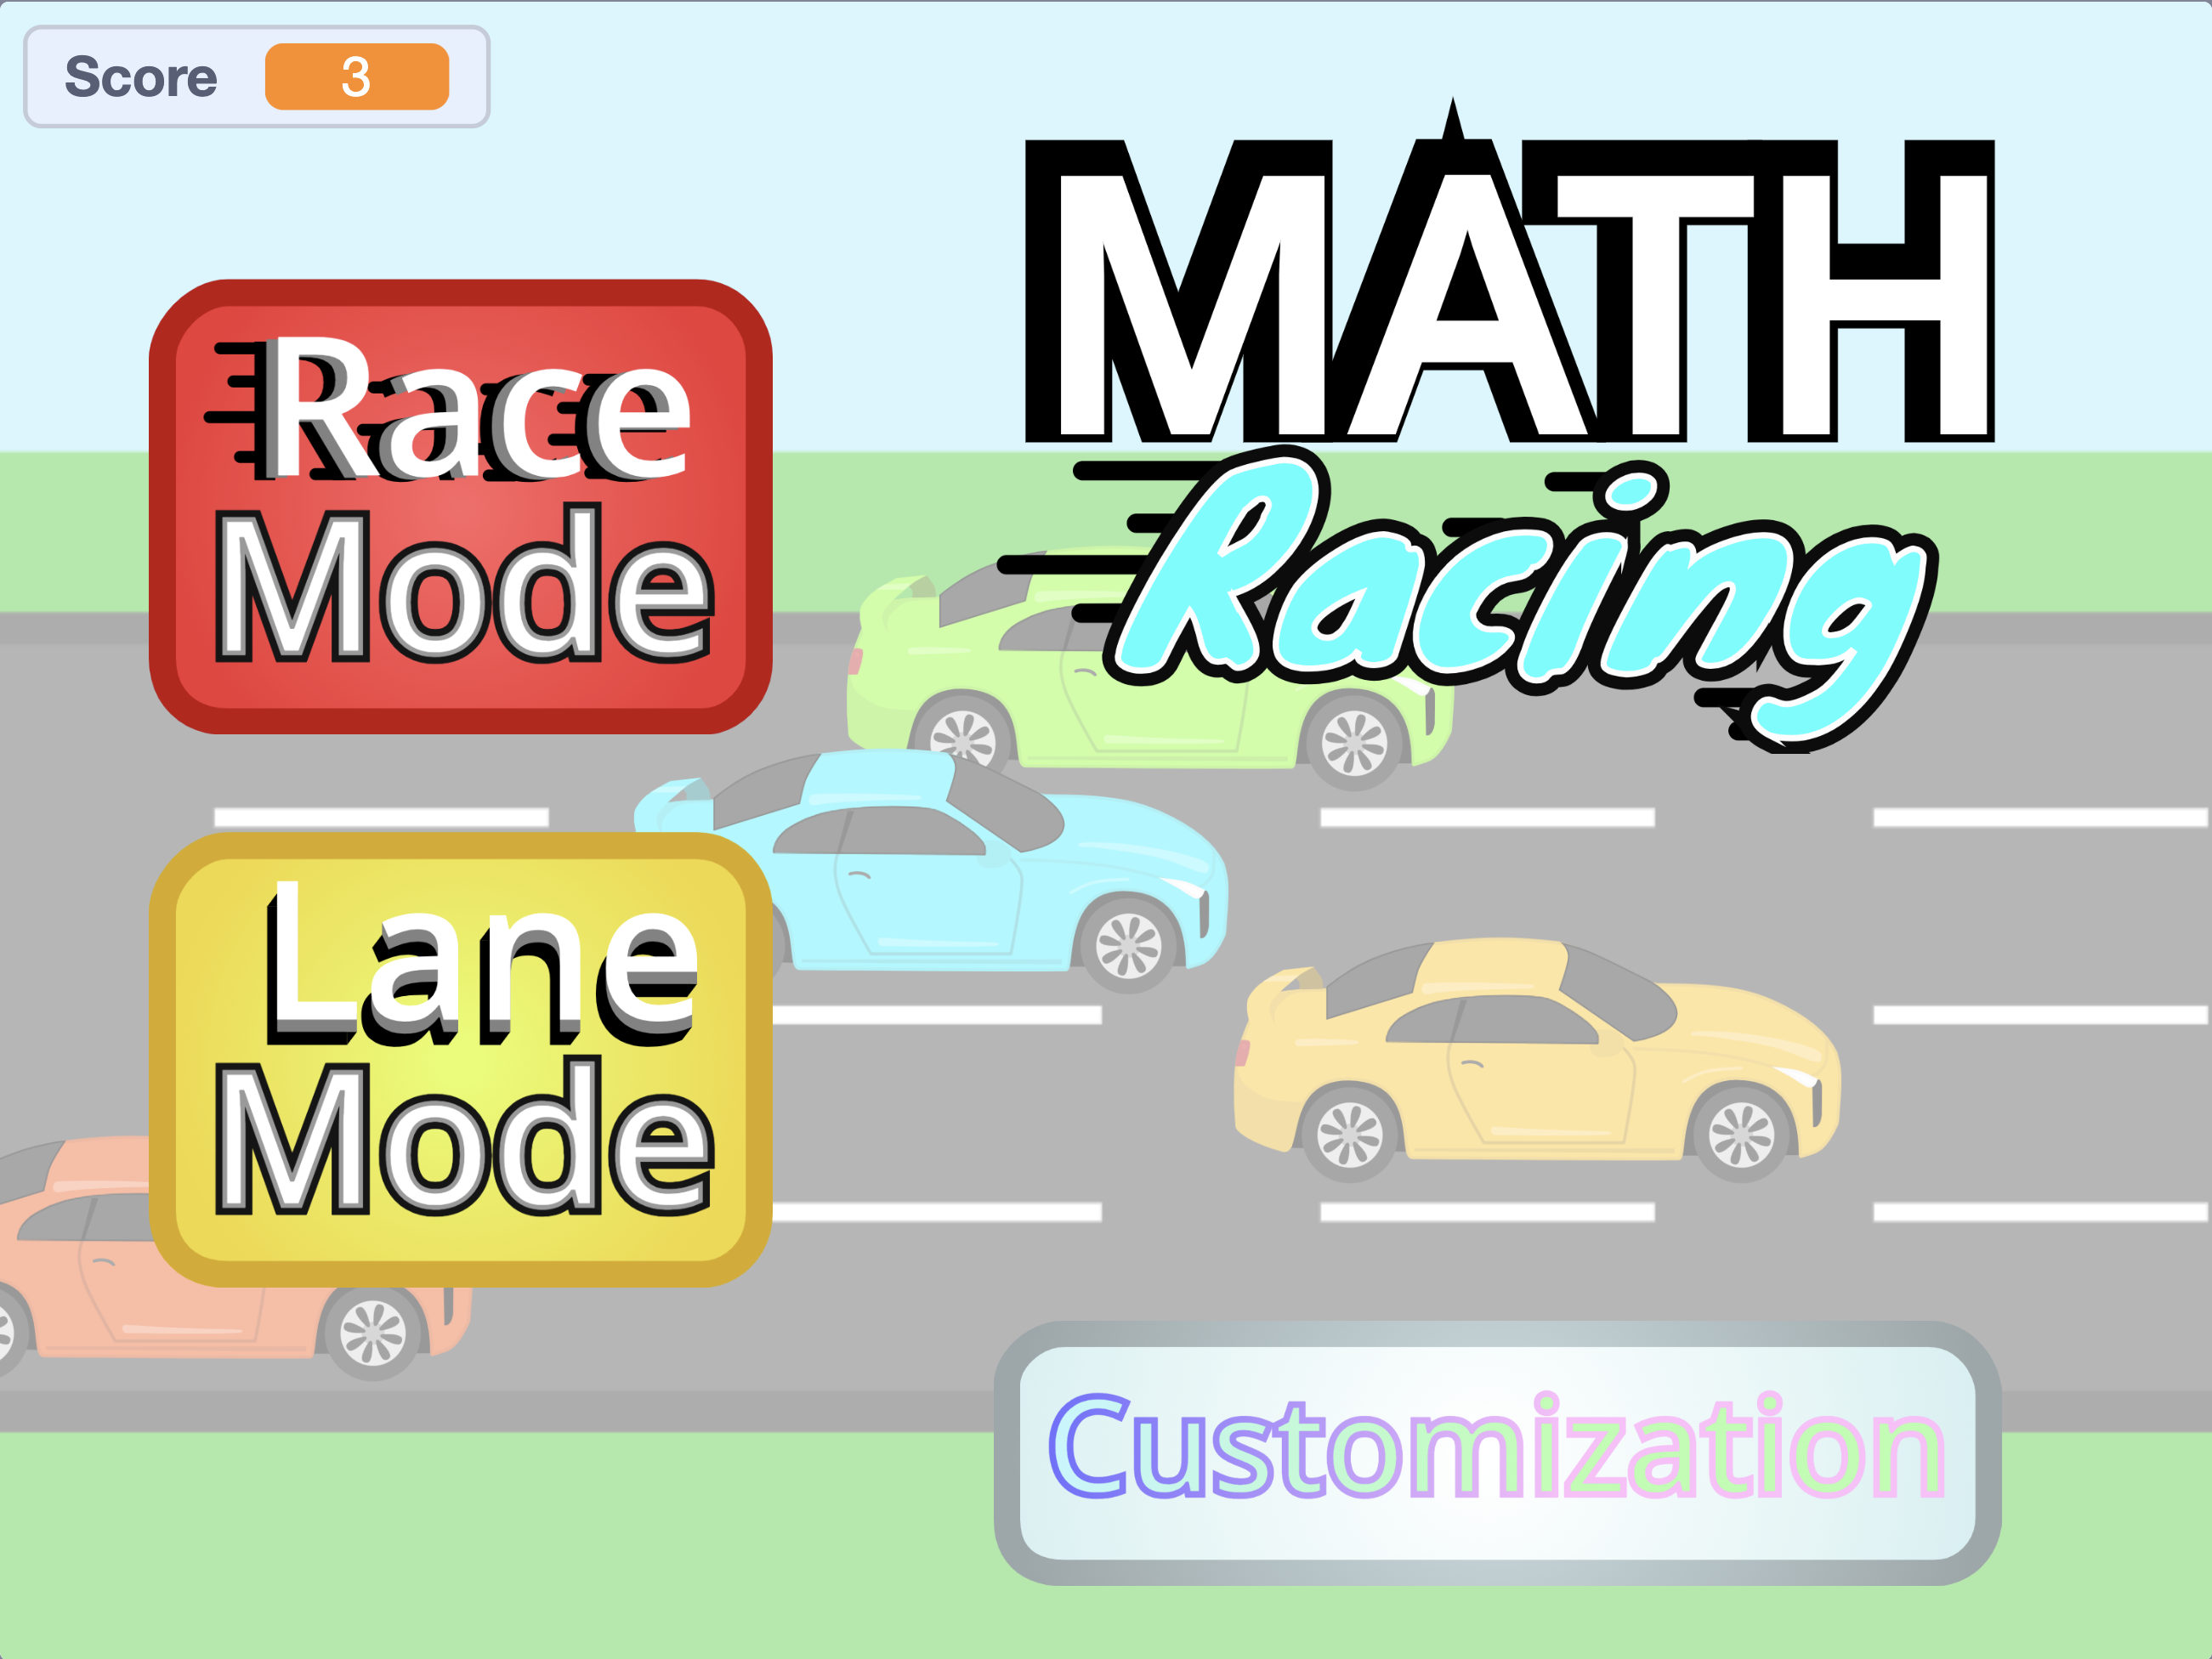 Score 3
MATH
Racing
Race
Mode
Lane
Mode
Customization